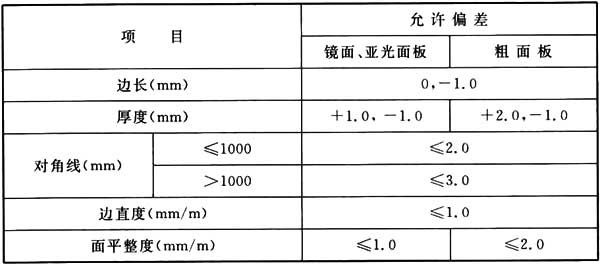 项 目
允许偏差
镜面、亚光面板 粗面板
边长(mm) 0,-1.0
厚度(mm) +1.0,-1.0 +2.0,-1.0
对角线(mm) ≤1000 ≤2.0
>1000 ≤3.0
边直度(mm/m) ≤1.0
面平整度(mm/m) ≤1.0 ≤2.0